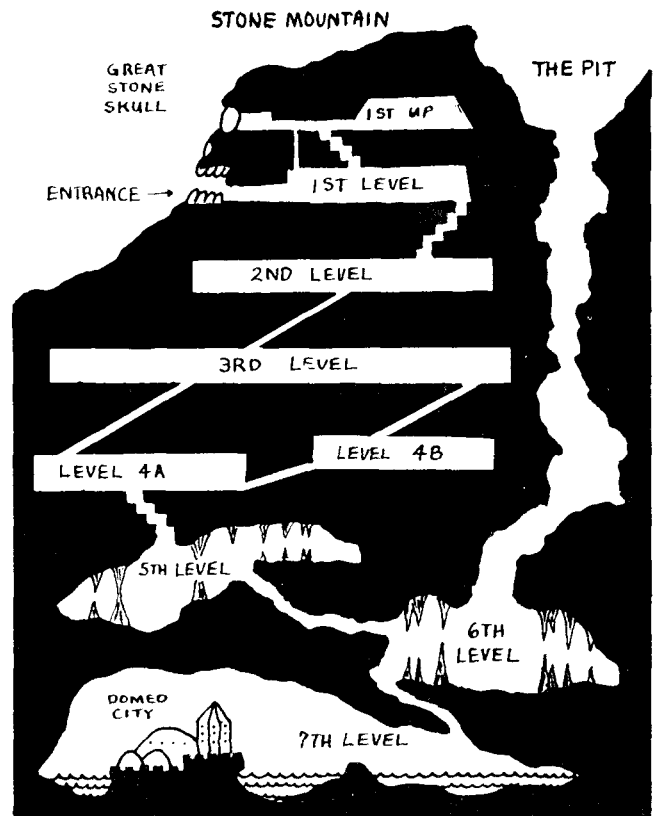 STONE MOUNTAIN
GREAT
STONE
SKULL
THE PIT
1ST UP
ENTRANCE →
1ST LEVEL
2ND LEVEL
3RD LEVEL
LEVEL 4A
LEVEL 4B
5TH LEVEL
6TH
LEVEL
DOMED
CITY
7TH LEVEL